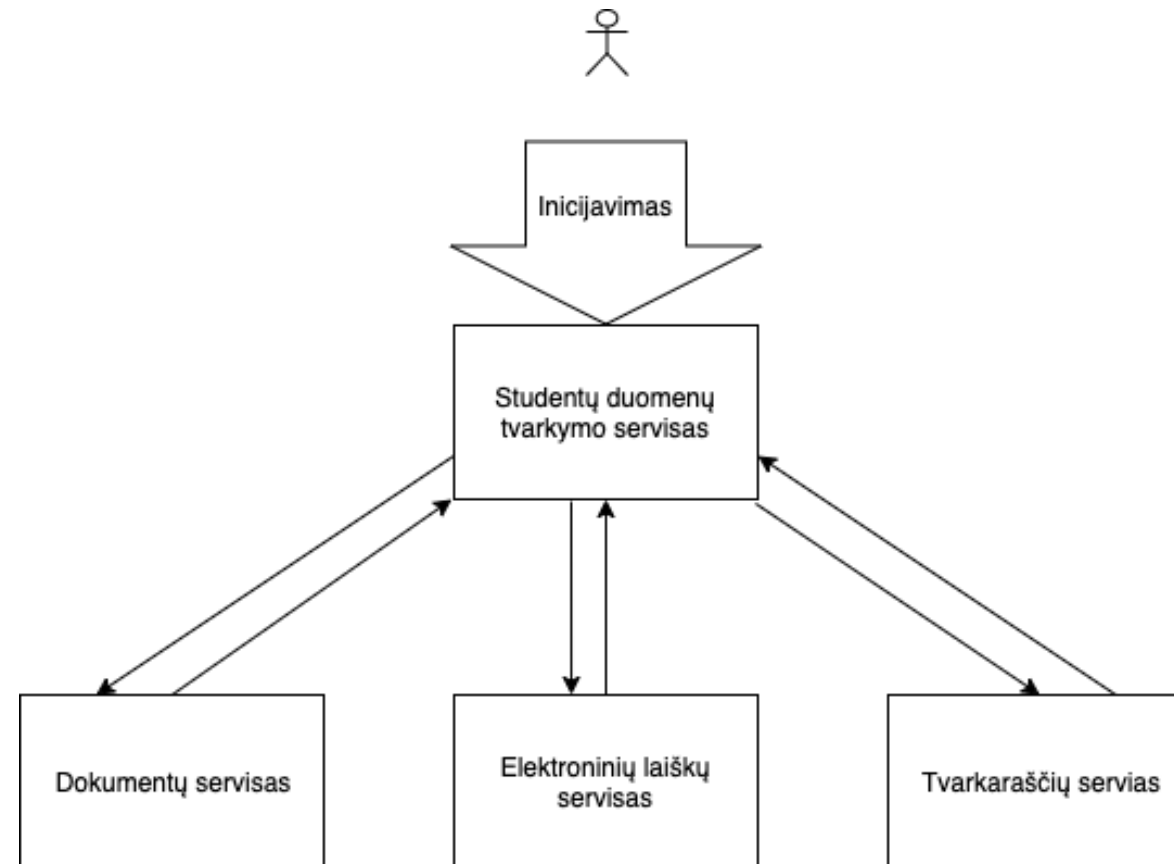 Inicijavimas
Studentų duomenų
tvarkymo servisas
Dokumentų servisas
Elektroninių laiškų
servisas
Tvarkaraščių servias